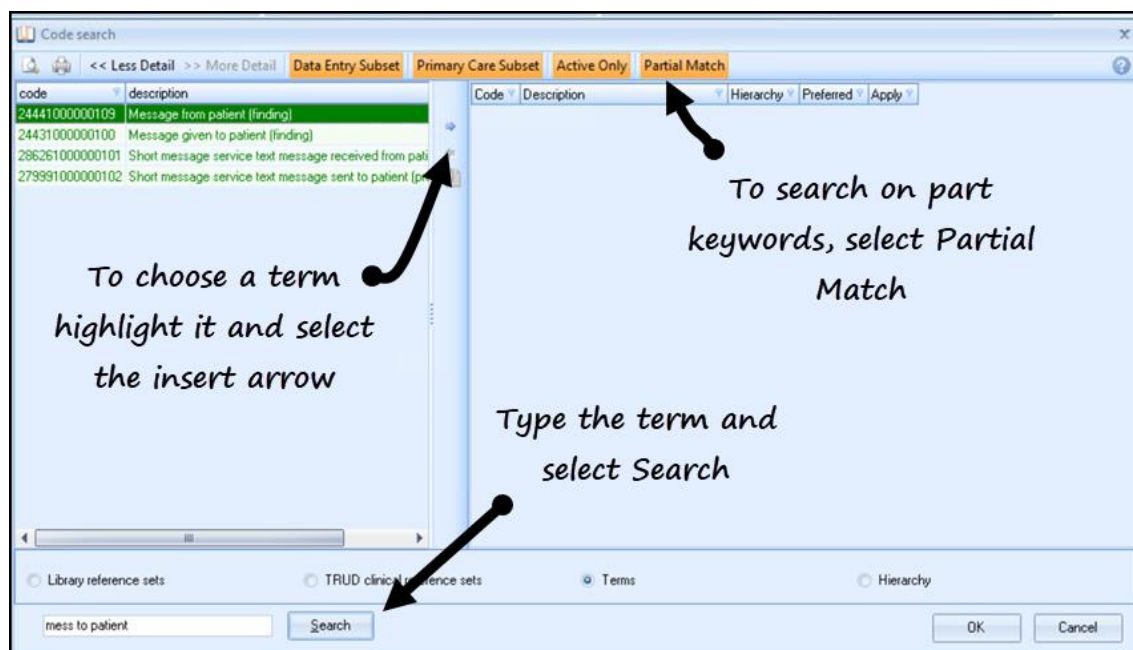 Code search
<< Less Detail >> More Detail Data Entry Subset Primary Care Subset Active Only Partial Match
code description
24441000000109 Message from patient (finding)
24431000000100 Message given to patient (finding)
286261000000101 Short message service text message received from pati
279991000000102 Short message service text message sent to patient (pr
Code Description Hierarchy Preferred Apply
To search on part
keywords, select Partial
Match
To choose a term
highlight it and select
the insert arrow
Type the term and
select Search
Library reference sets TRUD clinical reference sets Terms Hierarchy
mess to patient Search OK Cancel